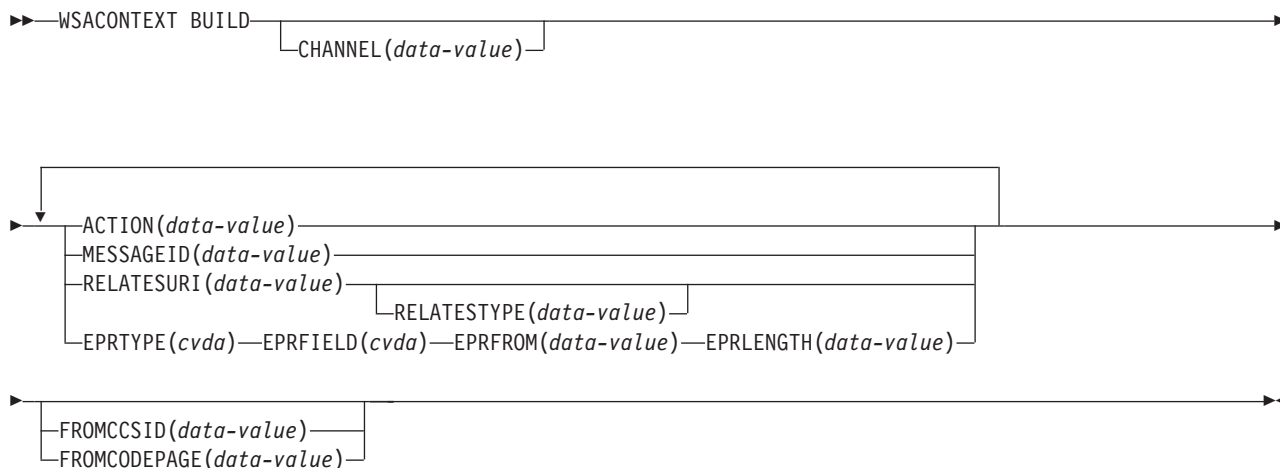 WSACONTEXT BUILD
CHANNEL(data-value)
ACTION(data-value)
MESSAGEID(data-value)
RELATESURI(data-value)
RELATESTYPE(data-value)
EPRTYPE(cvda) EPRFIELD(cvda) EPRFROM(data-value) EPRLENGTH(data-value)
FROMCCSID(data-value)
FROMCODEPAGE(data-value)